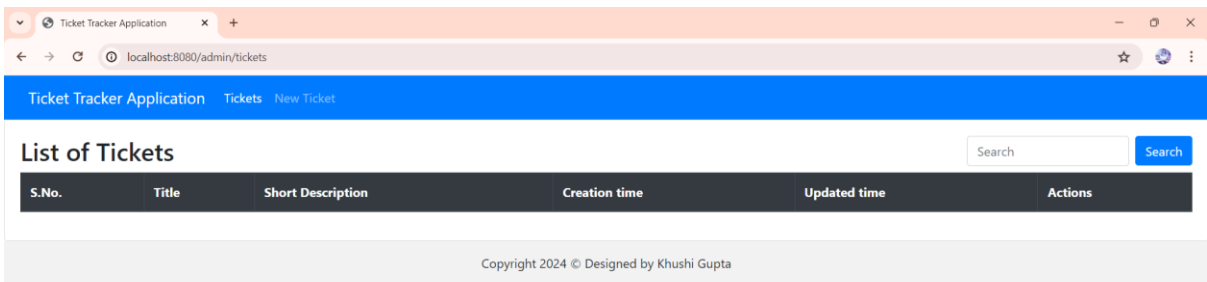 Ticket Tracker Application
localhost:8080/admin/tickets
Ticket Tracker Application Tickets New Ticket
List of Tickets Search Search
S.No. Title Short Description Creation time Updated time Actions
Copyright 2024 © Designed by Khushi Gupta